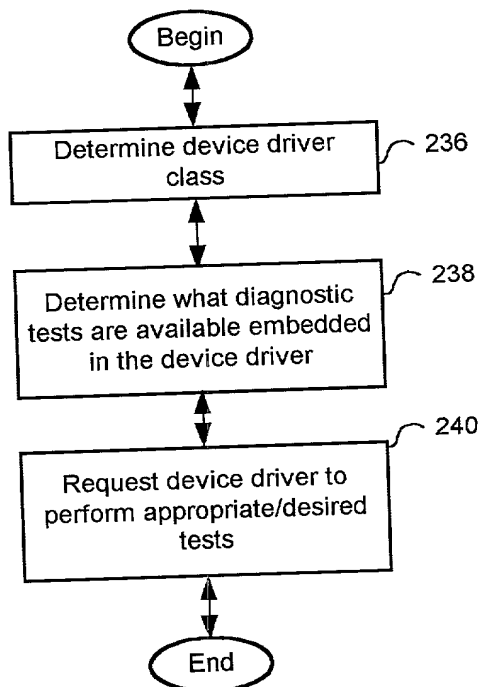 Begin
Determine device driver
class
236
Determine what diagnostic
tests are available embedded
in the device driver
238
Request device driver to
perform appropriate/desired
tests
240
End